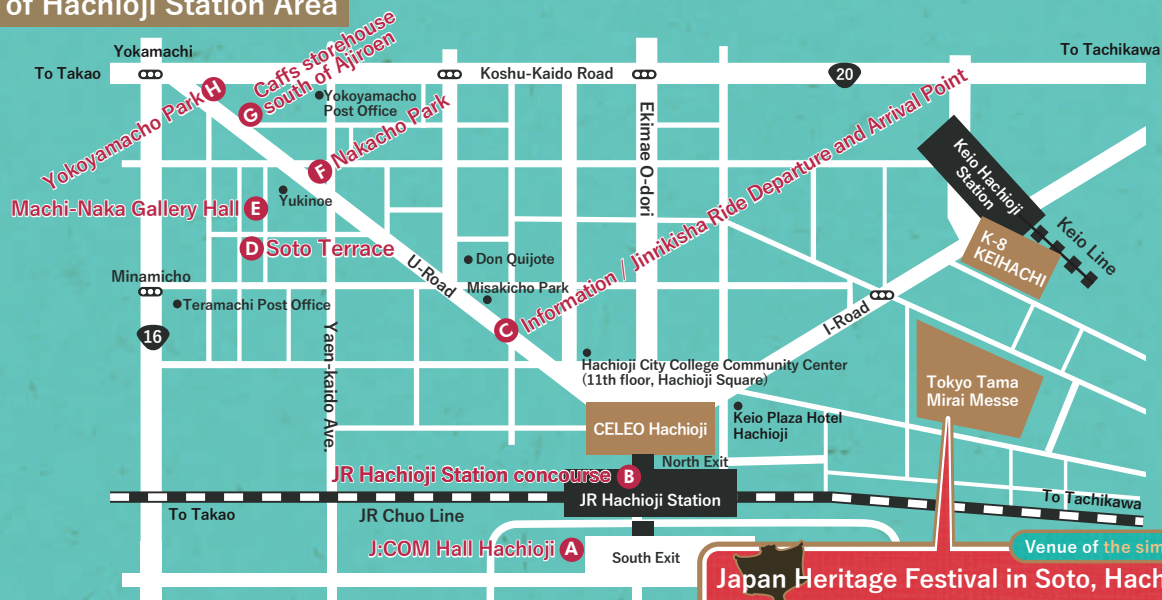 of Hachioji Station Area
Yokamachi
To Takao
Koshu-Kaido Road
20
To Tachikawa
H
Yokoyamacho Park
G
Caffs storehouse
south of Ajiroen
Yokoyamacho
Post Office
F
Nakacho Park
Ekimae O-dori
Keio Hachioji
Station
K-8
KEIHACHI
Keio Line
Yukinoe
Machi-Naka Gallery Hall
E
D
Soto Terrace
U-Road
Don Quijote
Misakicho Park
Minamicho
Teramachi Post Office
16
Yaen-kaido Ave.
C
Information / Jinrikisha Ride Departure and Arrival Point
I-Road
Hachioji City College Community Center
(11th floor, Hachioji Square)
Tokyo Tama
Mirai Messe
CELEO Hachioji
Keio Plaza Hotel
Hachioji
North Exit
JR Hachioji Station concourse
B
JR Hachioji Station
To Takao
JR Chuo Line
To Tachikawa
J:COM Hall Hachioji
A
South Exit
Venue of the sim
Japan Heritage Festival in Soto, Hach